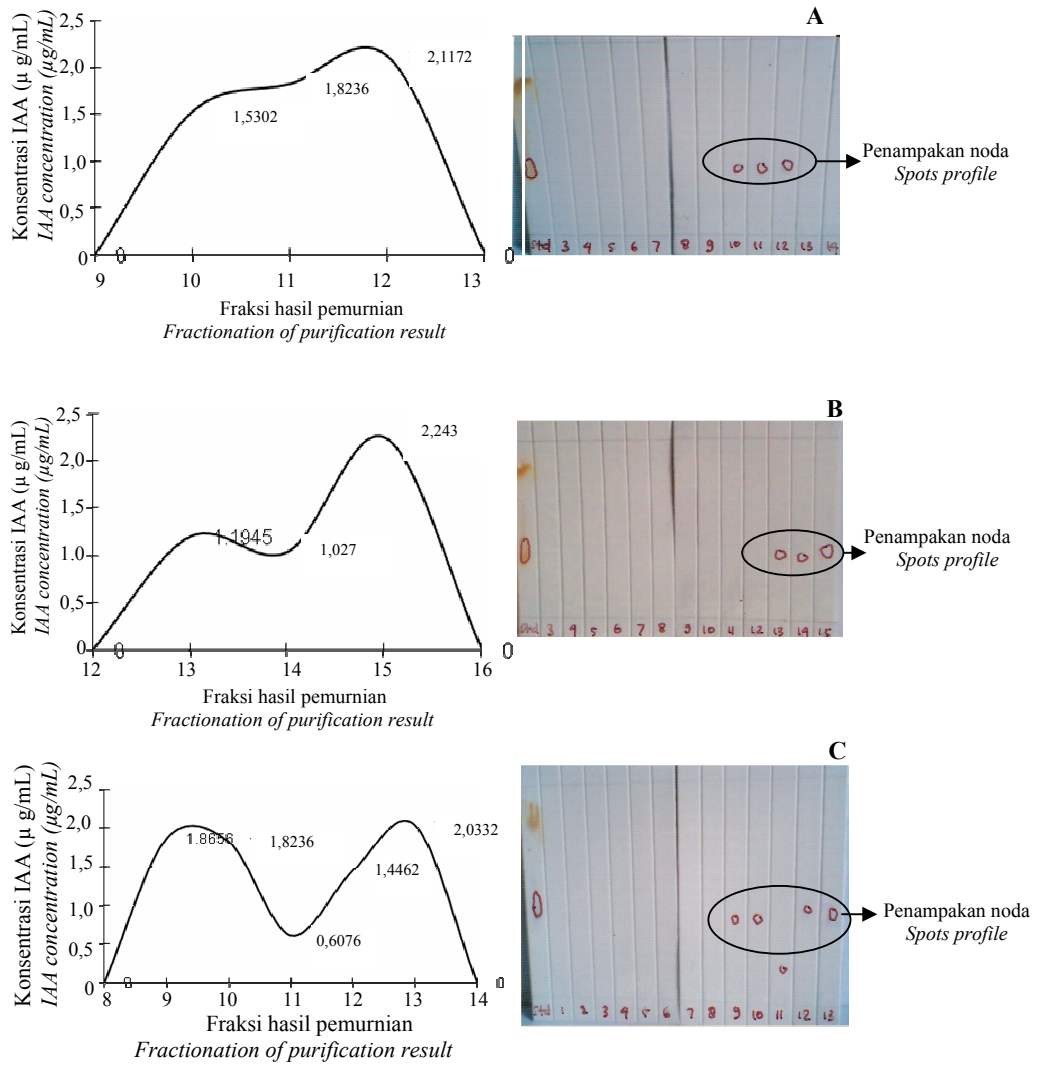 A
Konsentrasi IAA (µ g/mL)
IAA concentration (µg/mL)
2,5
2,0
1,5
1,0
0,5
0
2,1172
1,8236
1,5302
0
0
9 10 11 12 13
Fraksi hasil pemurnian
Fractionation of purification result
Penampakan noda
Spots profile
Std 3 4 5 6 7 8 9 10 11 12 13 14
B
Konsentrasi IAA (µ g/mL)
IAA concentration (µg/mL)
2,5
2,0
1,5
1.0
0,5
0
2,243
1,1945
1,027
0
0
12 13 14 15 16
Fraksi hasil pemurnian
Fractionation of purification result
Penampakan noda
Spots profile
Std 3 4 5 6 7 8 9 10 11 12 13 14 15
C
Konsentrasi IAA (µ g/mL)
IAA concentration (µg/mL)
2,5
2,0
1,5
1,0
0,5
0
1.8656
1,8236
2,0332
1,4462
0,6076
0
0
8 9 10 11 12 13 14
Fraksi hasil pemurnian
Fractionation of purification result
Penampakan noda
Spots profile
Std 1 2 3 4 5 6 7 8 9 10 11 12 13